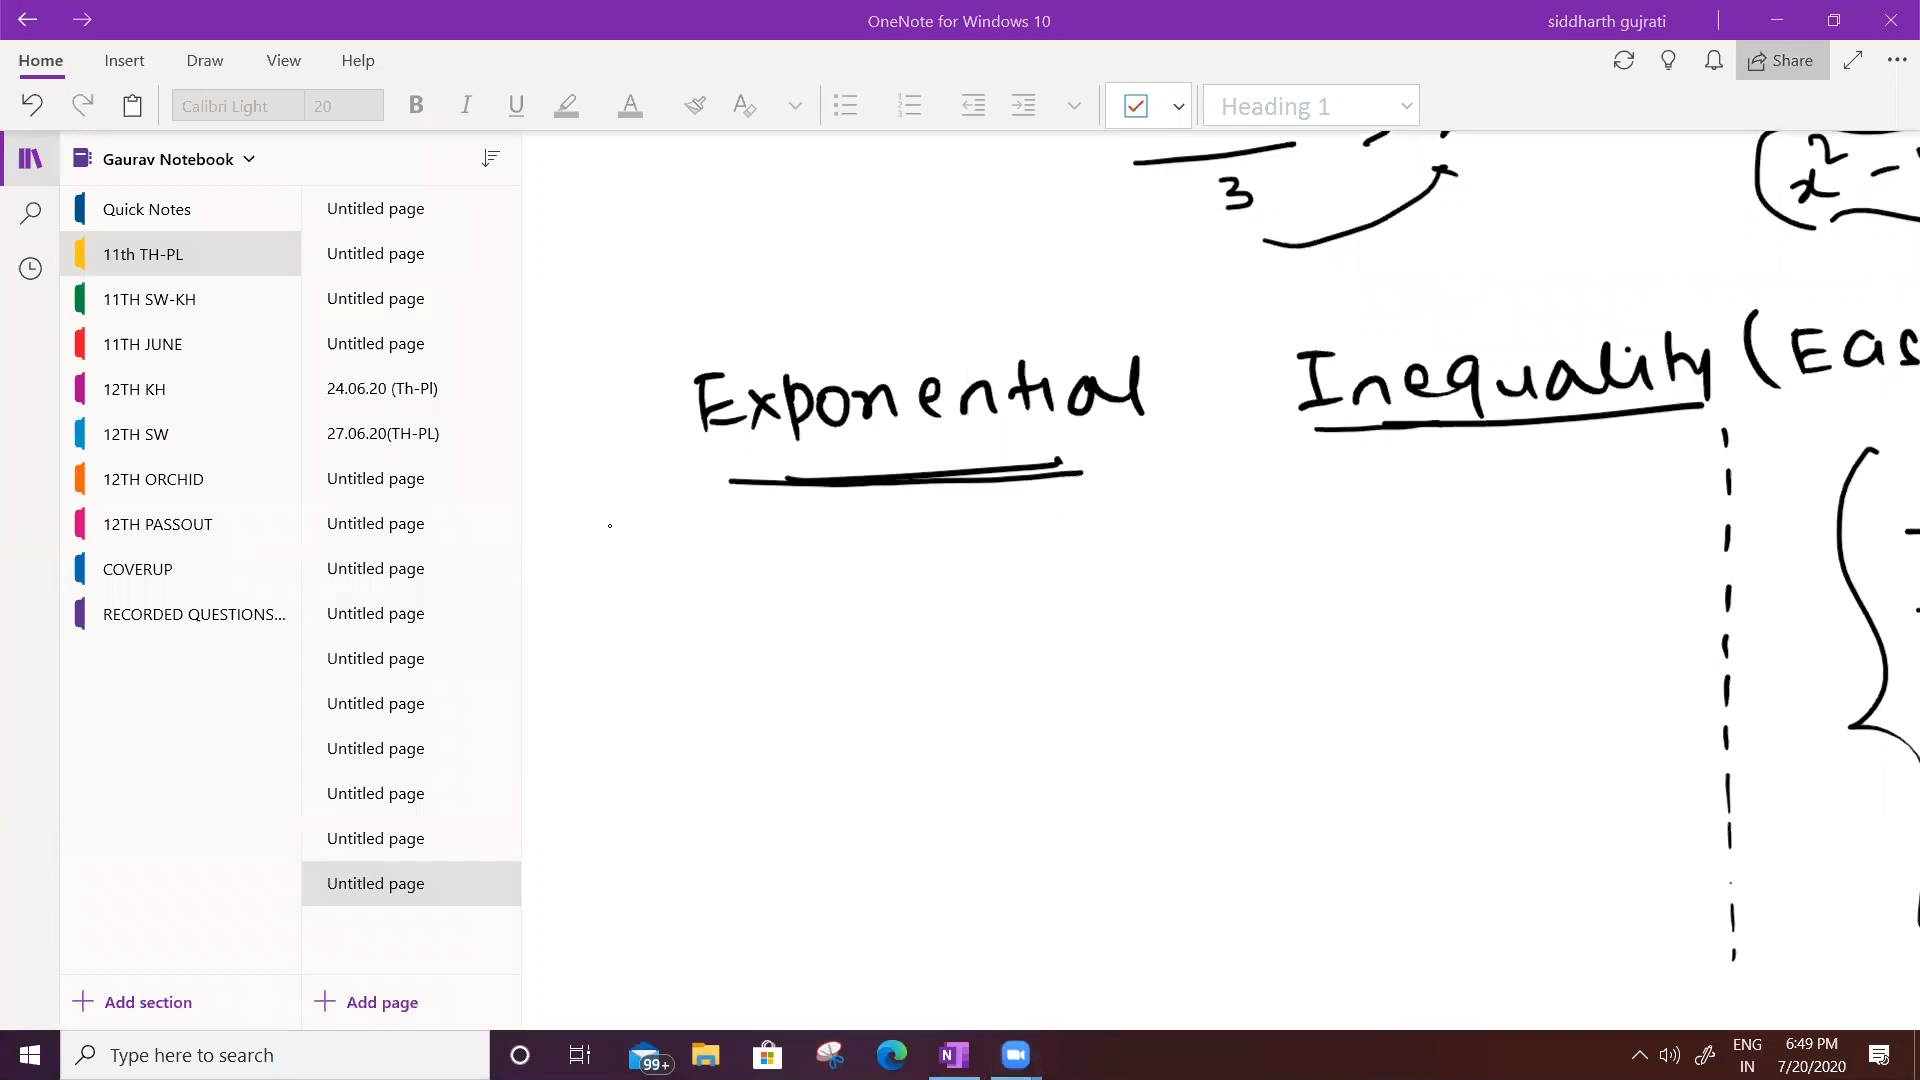 OneNote for Windows 10
siddharth gujrati
Home Insert Draw View Help
Share
Calibri Light 20
B I U A
Heading 1
Gaurav Notebook
Quick Notes
11th TH-PL
11TH SW-KH
11TH JUNE
12TH KH
12TH SW
12TH ORCHID
12TH PASSOUT
COVERUP
RECORDED QUESTIONS...
Add section
Untitled page
Untitled page
Untitled page
Untitled page
24.06.20 (Th-Pl)
27.06.20(TH-PL)
Untitled page
Untitled page
Untitled page
Untitled page
Untitled page
Untitled page
Untitled page
Untitled page
Untitled page
Untitled page
Add page
3
(x² -
Exponential Inequality (Eas
Type here to search
99+
N
ENG
IN
6:49 PM
7/20/2020